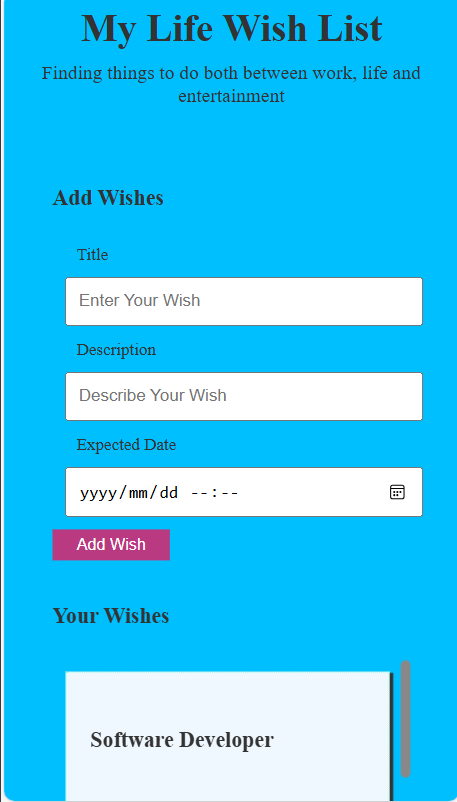 My Life Wish List
Finding things to do both between work, life and
entertainment
Add Wishes
Title
Enter Your Wish
Description
Describe Your Wish
Expected Date
yyyy/mm/dd --:--
Add Wish
Your Wishes
Software Developer